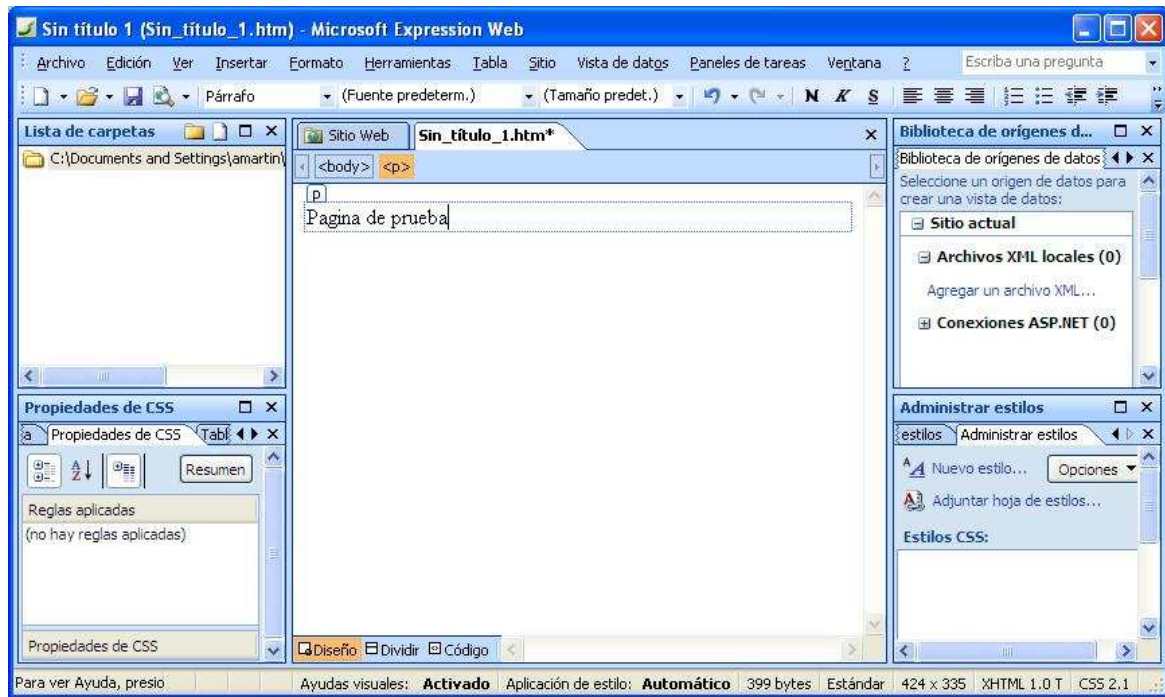 Sin título 1 (Sin_título_1.htm) - Microsoft Expression Web
Archivo Edición Ver Insertar Formato Herramientas Tabla Sitio Vista de datos Paneles de tareas Ventana ? Escriba una pregunta
Párrafo (Fuente predeterm.) (Tamaño predet.) N K S
Lista de carpetas
C:\Documents and Settings\amartin\
Sitio Web Sin_título_1.htm*
<body> <p>
p
Pagina de prueba
Diseño Dividir Código
Biblioteca de orígenes d...
Biblioteca de orígenes de datos
Seleccione un origen de datos para
crear una vista de datos:
Sitio actual
Archivos XML locales (0)
Agregar un archivo XML...
Conexiones ASP.NET (0)
Propiedades de CSS
a Propiedades de CSS Tabl
Resumen
Reglas aplicadas
(no hay reglas aplicadas)
Propiedades de CSS
Administrar estilos
estilos Administrar estilos
Nuevo estilo... Opciones
Adjuntar hoja de estilos...
Estilos CSS:
Para ver Ayuda, presio Ayudas visuales: Activado Aplicación de estilo: Automático 399 bytes Estándar 424 x 335 XHTML 1.0 T CSS 2.1